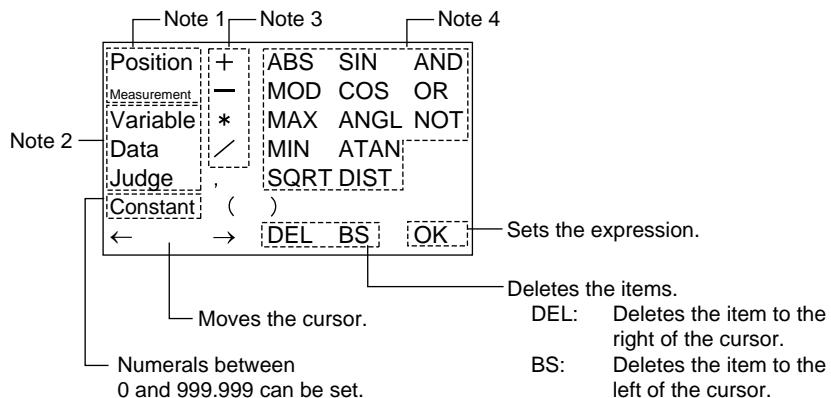 Note 1 Note 3 Note 4
Position + ABS SIN AND
Measurement − MOD COS OR
Variable * MAX ANGL NOT
Note 2
Data / MIN ATAN
Judge , SQRT DIST
Constant ( )
← → DEL BS OK
Sets the expression.
Deletes the items.
Moves the cursor.
DEL: Deletes the item to the
right of the cursor.
Numerals between
0 and 999.999 can be set.
BS: Deletes the item to the
left of the cursor.